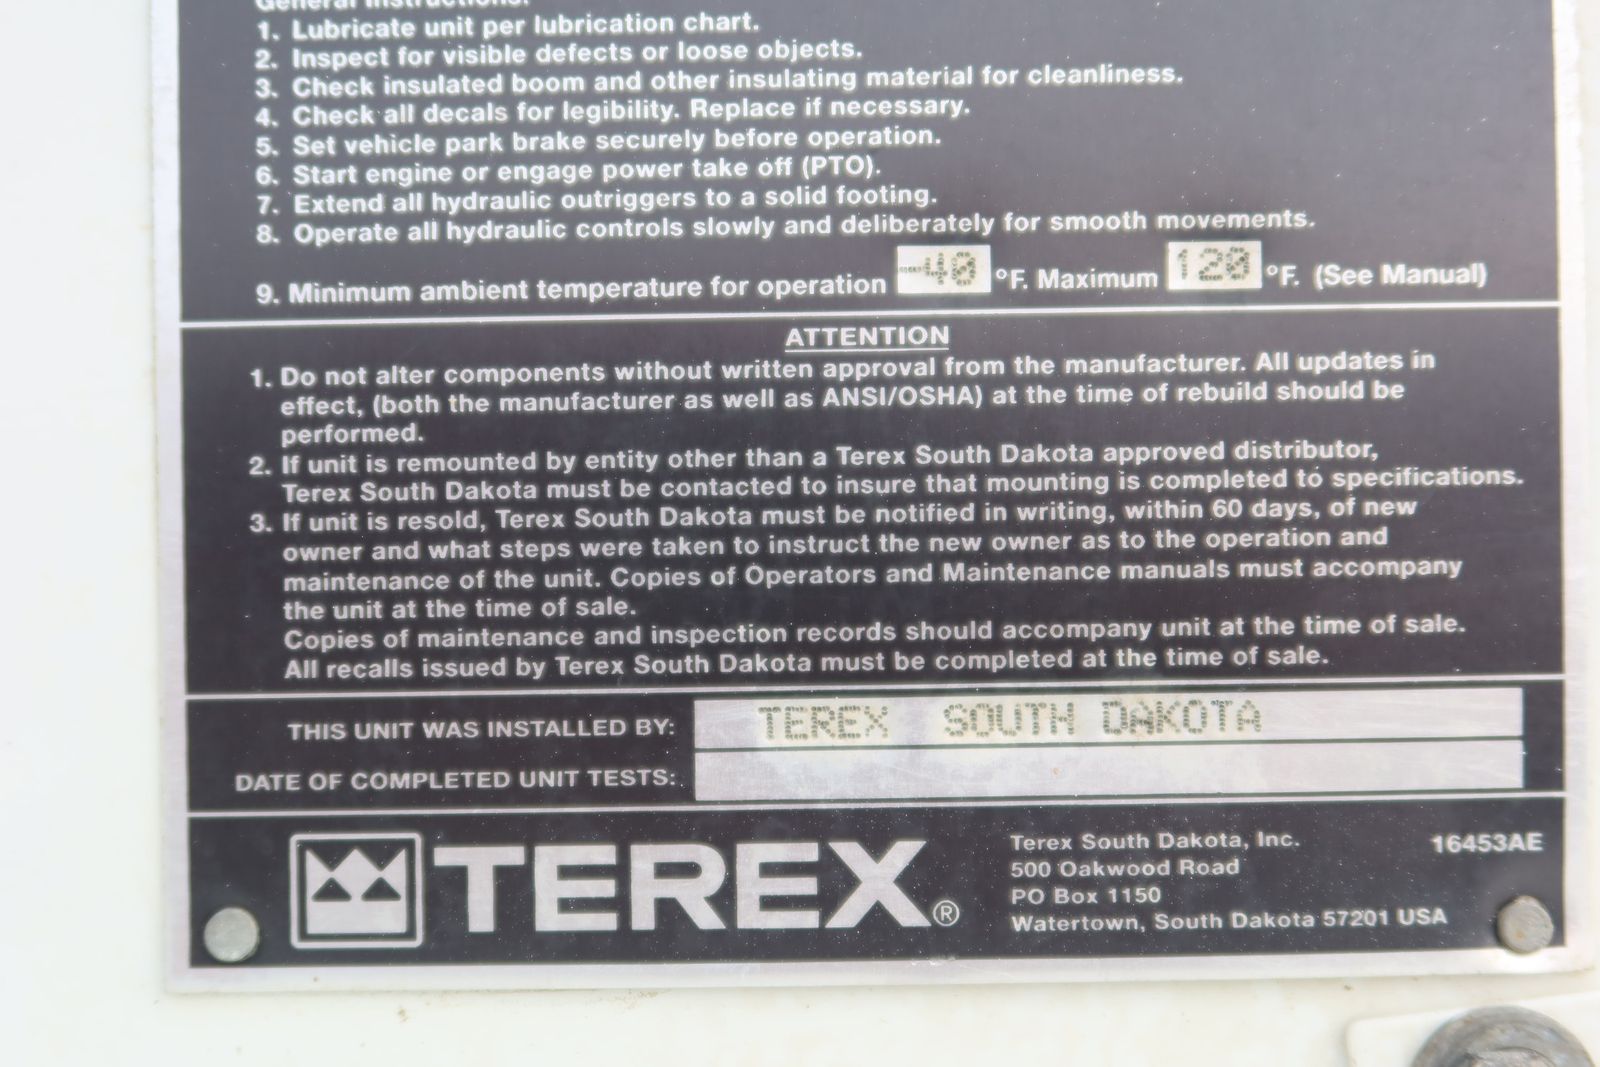 General Instructions:
1. Lubricate unit per lubrication chart.
2. Inspect for visible defects or loose objects.
3. Check insulated boom and other insulating material for cleanliness.
4. Check all decals for legibility. Replace if necessary.
5. Set vehicle park brake securely before operation.
6. Start engine or engage power take off (PTO).
7. Extend all hydraulic outriggers to a solid footing.
8. Operate all hydraulic controls slowly and deliberately for smooth movements.
9. Minimum ambient temperature for operation -40 °F. Maximum 120 °F. (See Manual)
ATTENTION
1. Do not alter components without written approval from the manufacturer. All updates in
effect, (both the manufacturer as well as ANSI/OSHA) at the time of rebuild should be
performed.
2. If unit is remounted by entity other than a Terex South Dakota approved distributor,
Terex South Dakota must be contacted to insure that mounting is completed to specifications.
3. If unit is resold, Terex South Dakota must be notified in writing, within 60 days, of new
owner and what steps were taken to instruct the new owner as to the operation and
maintenance of the unit. Copies of Operators and Maintenance manuals must accompany
the unit at the time of sale.
Copies of maintenance and inspection records should accompany unit at the time of sale.
All recalls issued by Terex South Dakota must be completed at the time of sale.
THIS UNIT WAS INSTALLED BY: TEREX SOUTH DAKOTA
DATE OF COMPLETED UNIT TESTS:
TEREX®
Terex South Dakota, Inc. 16453AE
500 Oakwood Road
PO Box 1150
Watertown, South Dakota 57201 USA